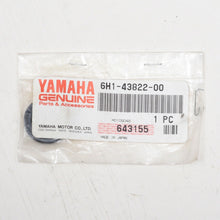 YAMAHA
GENUINE
Parts & Accessories
YAMAHA MOTOR CO., LTD.
6H1-43822-00
1 PC
643155
MADE IN JAPAN